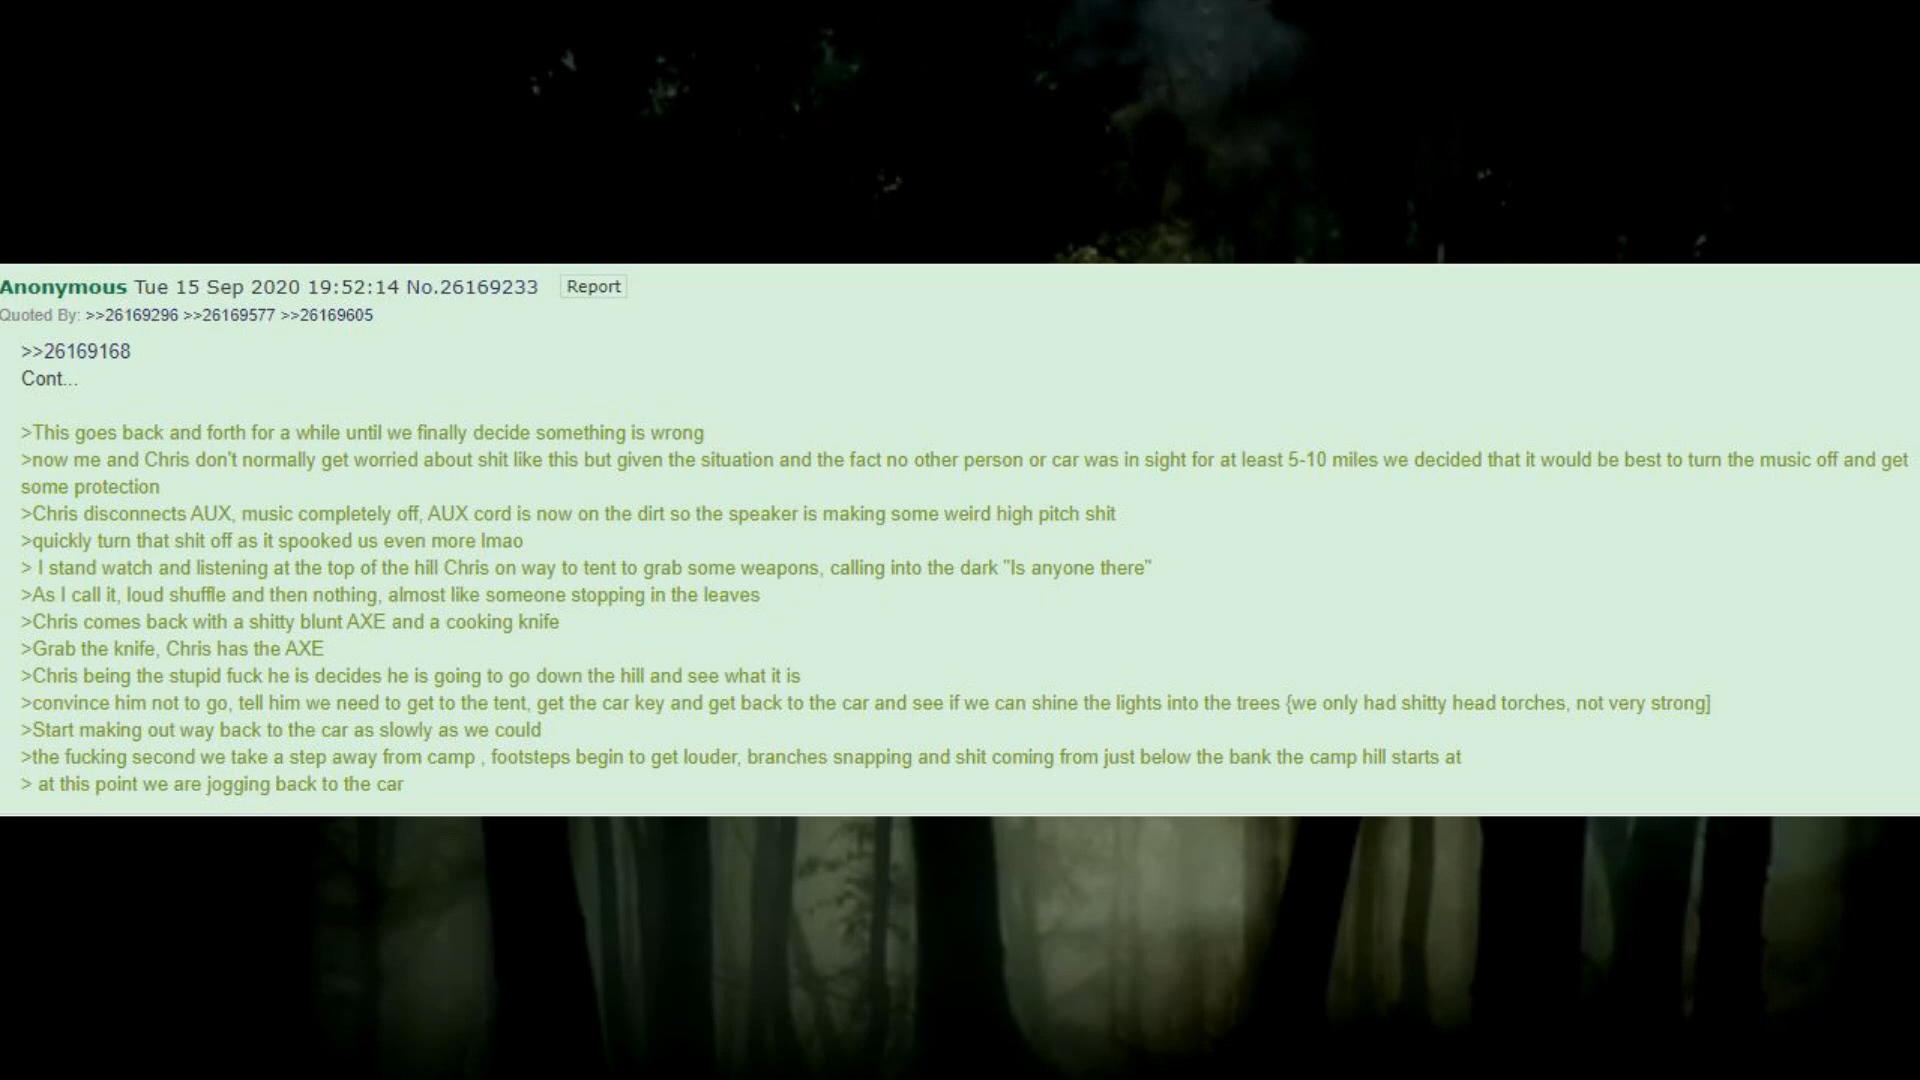 Anonymous Tue 15 Sep 2020 19:52:14 No.26169233 Report
Quoted By: >>26169296 >>26169577 >>26169605
>>26169168
Cont...
>This goes back and forth for a while until we finally decide something is wrong
>now me and Chris don't normally get worried about shit like this but given the situation and the fact no other person or car was in sight for at least 5-10 miles we decided that it would be best to turn the music off and get
some protection
>Chris disconnects AUX, music completely off, AUX cord is now on the dirt so the speaker is making some weird high pitch shit
>quickly turn that shit off as it spooked us even more lmao
> I stand watch and listening at the top of the hill Chris on way to tent to grab some weapons, calling into the dark "Is anyone there"
>As I call it, loud shuffle and then nothing, almost like someone stopping in the leaves
>Chris comes back with a shitty blunt AXE and a cooking knife
>Grab the knife, Chris has the AXE
>Chris being the stupid fuck he is decides he is going to go down the hill and see what it is
>convince him not to go, tell him we need to get to the tent, get the car key and get back to the car and see if we can shine the lights into the trees {we only had shitty head torches, not very strong]
>Start making out way back to the car as slowly as we could
>the fucking second we take a step away from camp , footsteps begin to get louder, branches snapping and shit coming from just below the bank the camp hill starts at
> at this point we are jogging back to the car